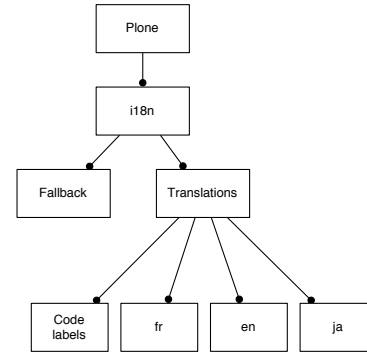 Plone
i18n
Fallback
Translations
Code
labels
fr
en
ja